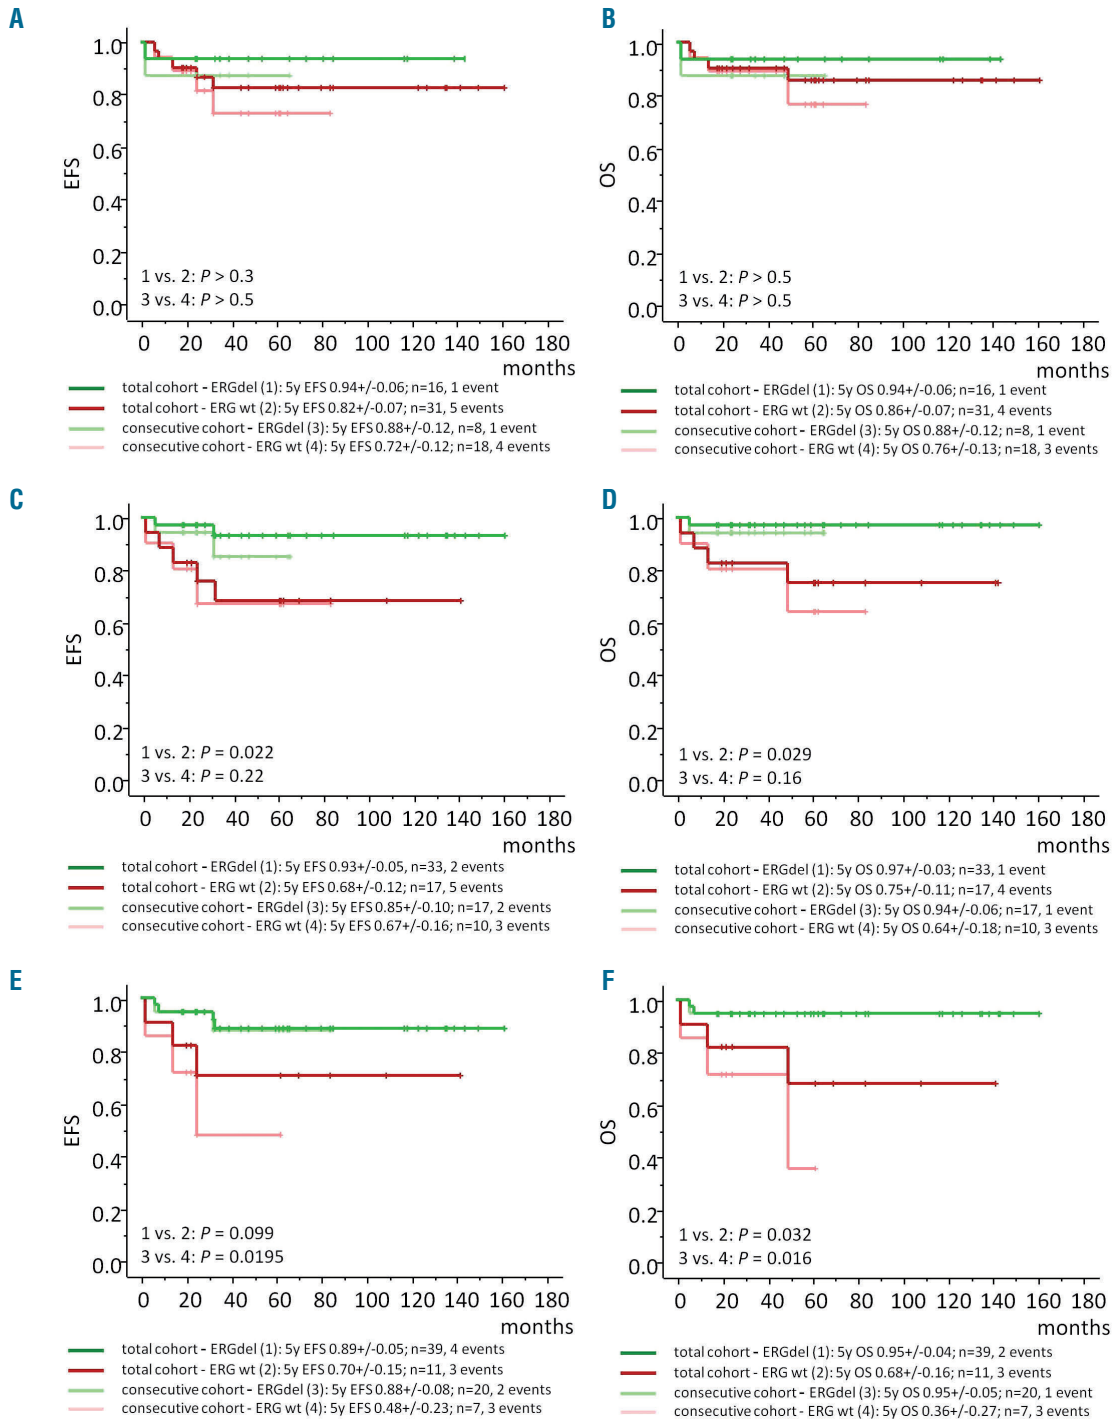 A
1.0
0.8
0.6
0.4
0.2
0.0
EFS
1 vs. 2: P > 0.3
3 vs. 4: P > 0.5
0 20 40 60 80 100 120 140 160 180
months
total cohort – ERGdel (1): 5y EFS 0.94+/-0.06; n=16, 1 event
total cohort - ERG wt (2): 5y EFS 0.82+/-0.07; n=31, 5 events
consecutive cohort – ERGdel (3): 5y EFS 0.88+/-0.12, n=8, 1 event
consecutive cohort - ERG wt (4): 5y EFS 0.72+/-0.12; n=18, 4 events
B
1.0
0.8
0.6
0.4
0.2
0.0
OS
1 vs. 2: P > 0.5
3 vs. 4: P > 0.5
0 20 40 60 80 100 120 140 160 180
months
total cohort – ERGdel (1): 5y OS 0.94+/-0.06; n=16, 1 event
total cohort - ERG wt (2): 5y OS 0.86+/-0.07; n=31, 4 events
consecutive cohort – ERGdel (3): 5y OS 0.88+/-0.12; n=8, 1 event
consecutive cohort - ERG wt (4): 5y OS 0.76+/-0.13; n=18, 3 events
C
1.0
0.8
0.6
0.4
0.2
0.0
EFS
1 vs. 2: P = 0.022
3 vs. 4: P = 0.22
0 20 40 60 80 100 120 140 160 180
months
total cohort – ERGdel (1): 5y EFS 0.93+/-0.05, n=33, 2 events
total cohort - ERG wt (2): 5y EFS 0.68+/-0.12; n=17, 5 events
consecutive cohort – ERGdel (3): 5y EFS 0.85+/-0.10; n=17, 2 events
consecutive cohort - ERG wt (4): 5y EFS 0.67+/-0.16; n=10, 3 events
D
1.0
0.8
0.6
0.4
0.2
0.0
OS
1 vs. 2: P = 0.029
3 vs. 4: P = 0.16
0 20 40 60 80 100 120 140 160 180
months
total cohort – ERGdel (1): 5y OS 0.97+/-0.03; n=33, 1 event
total cohort - ERG wt (2): 5y OS 0.75+/-0.11; n=17, 4 events
consecutive cohort – ERGdel (3): 5y OS 0.94+/-0.06; n=17, 1 event
consecutive cohort - ERG wt (4): 5y OS 0.64+/-0.18; n=10, 3 events
E
1.0
0.8
0.6
0.4
0.2
0.0
EFS
1 vs. 2: P = 0.099
3 vs. 4: P = 0.0195
0 20 40 60 80 100 120 140 160 180
months
total cohort – ERGdel (1): 5y EFS 0.89+/-0.05; n=39, 4 events
total cohort - ERG wt (2): 5y EFS 0.70+/-0.15; n=11, 3 events
consecutive cohort – ERGdel (3): 5y EFS 0.88+/-0.08; n=20, 2 events
consecutive cohort - ERG wt (4): 5y EFS 0.48+/-0.23; n=7, 3 events
F
1.0
0.8
0.6
0.4
0.2
0.0
OS
1 vs. 2: P = 0.032
3 vs. 4: P = 0.016
0 20 40 60 80 100 120 140 160 180
months
total cohort – ERGdel (1): 5y OS 0.95+/-0.04; n=39, 2 events
total cohort - ERG wt (2): 5y OS 0.68+/-0.16; n=11, 3 events
consecutive cohort – ERGdel (3): 5y OS 0.95+/-0.05; n=20, 1 event
consecutive cohort - ERG wt (4): 5y OS 0.36+/-0.27; n=7, 3 events